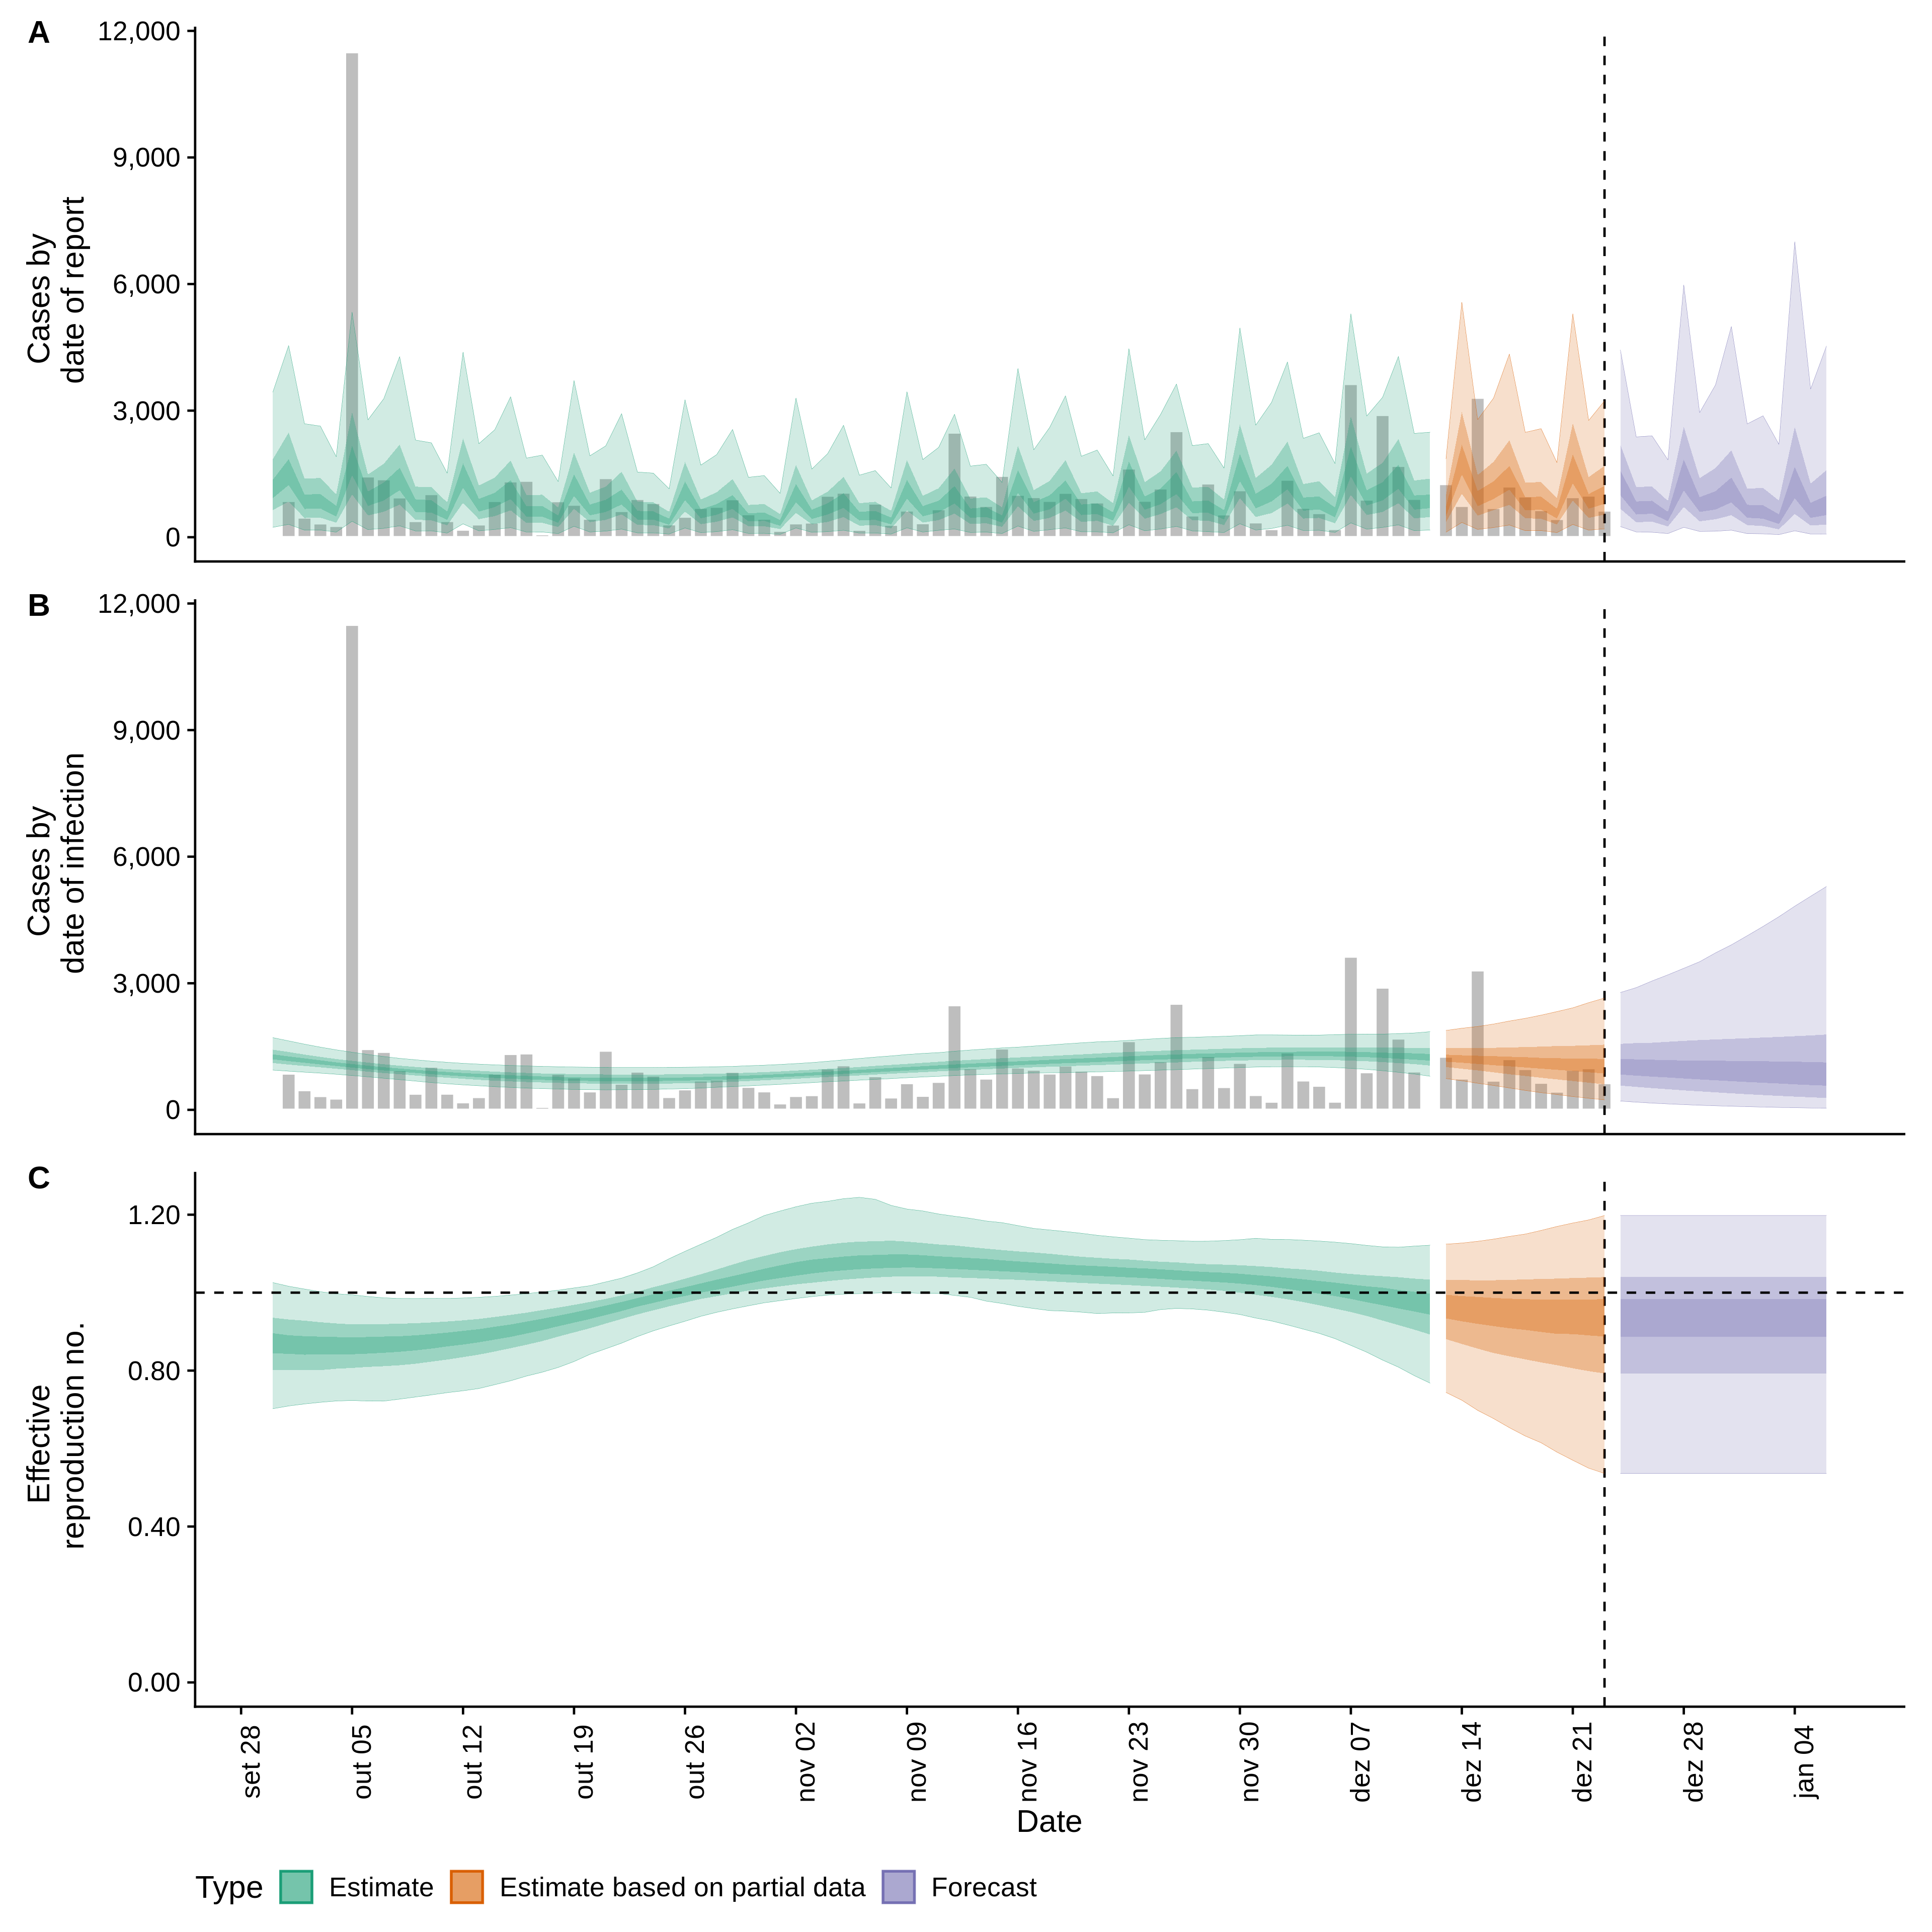 A
12,000
9,000
6,000
3,000
0
Cases by
date of report
B
12,000
9,000
6,000
3,000
0
Cases by
date of infection
C
1.20
0.80
0.40
0.00
Effective
reproduction no.
set 28
out 05
out 12
out 19
out 26
nov 02
nov 09
nov 16
nov 23
nov 30
dez 07
dez 14
dez 21
dez 28
jan 04
Date
Type Estimate Estimate based on partial data Forecast